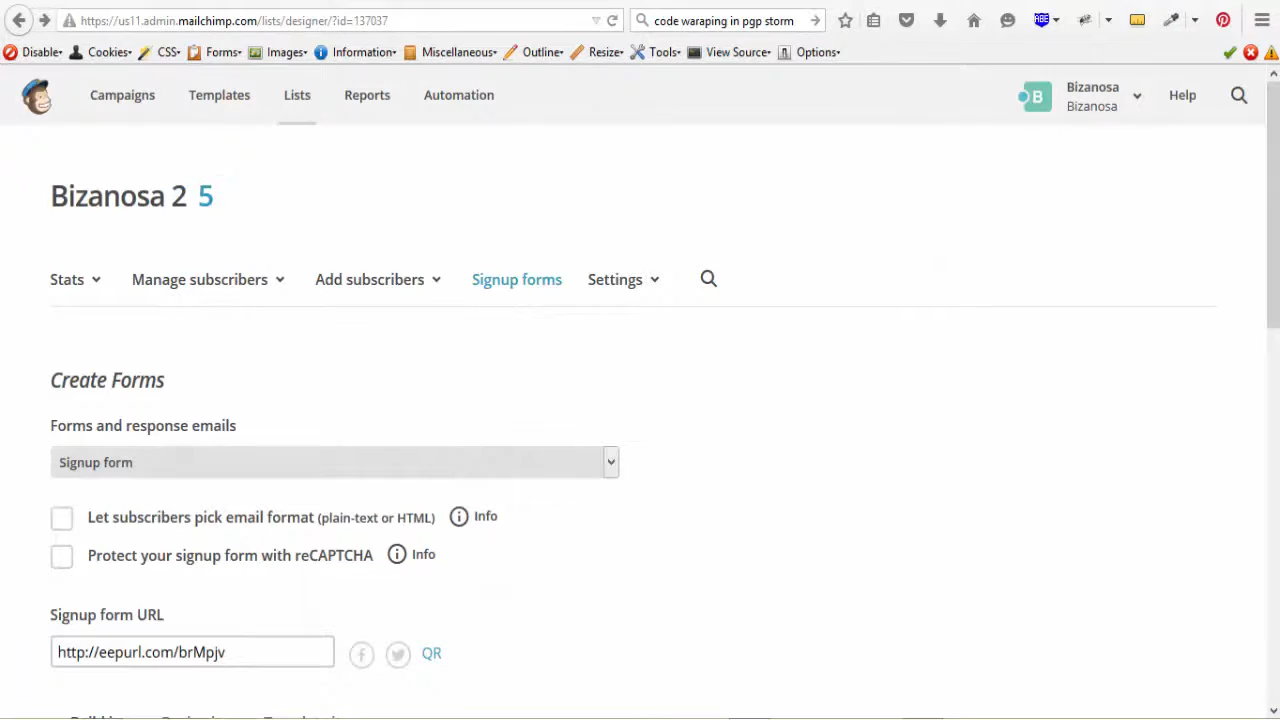 https://us11.admin.mailchimp.com/lists/designer/?id=137037 code waraping in pgp storm ABE
Disable Cookies CSS Forms Images Information Miscellaneous Outline Resize Tools View Source Options
Campaigns Templates Lists Reports Automation B Bizanosa Help
Bizanosa
Bizanosa 2 5
Stats Manage subscribers Add subscribers Signup forms Settings
Create Forms
Forms and response emails
Signup form
Let subscribers pick email format (plain-text or HTML) Info
Protect your signup form with reCAPTCHA Info
Signup form URL
http://eepurl.com/brMpjv QR